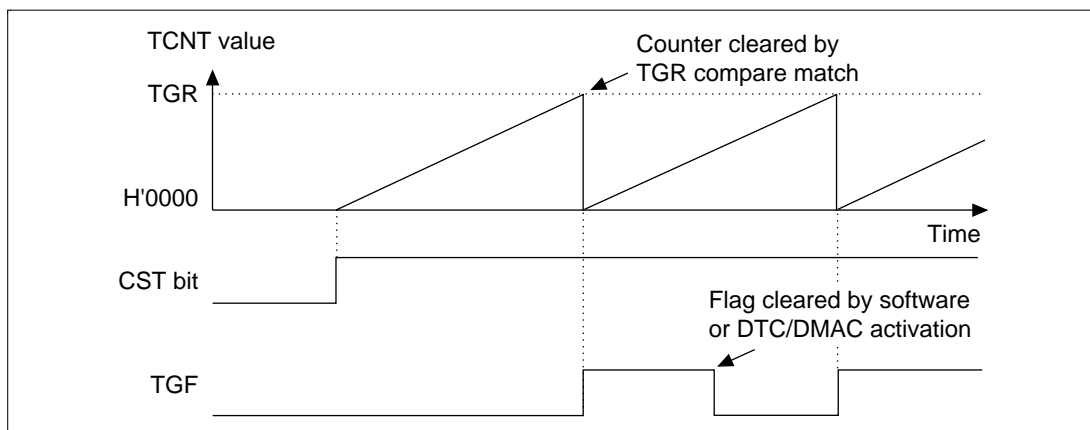 TCNT value
Counter cleared by
TGR compare match
TGR
H'0000
Time
CST bit
Flag cleared by software
or DTC/DMAC activation
TGF